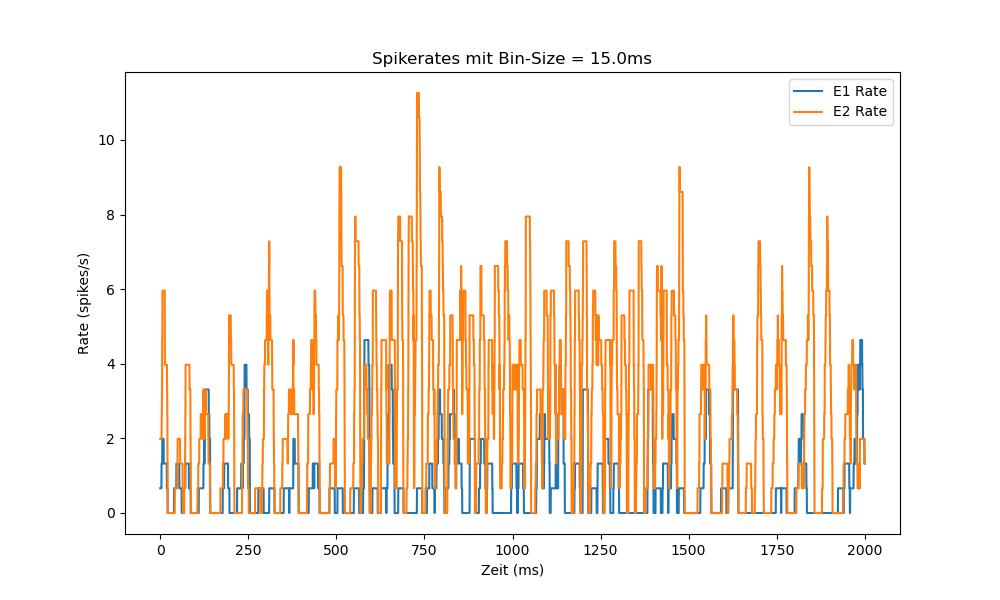 Spikerates mit Bin-Size = 15.0ms
E1 Rate
E2 Rate
10
8
6
4
2
0
Rate (spikes/s)
0 250 500 750 1000 1250 1500 1750 2000
Zeit (ms)